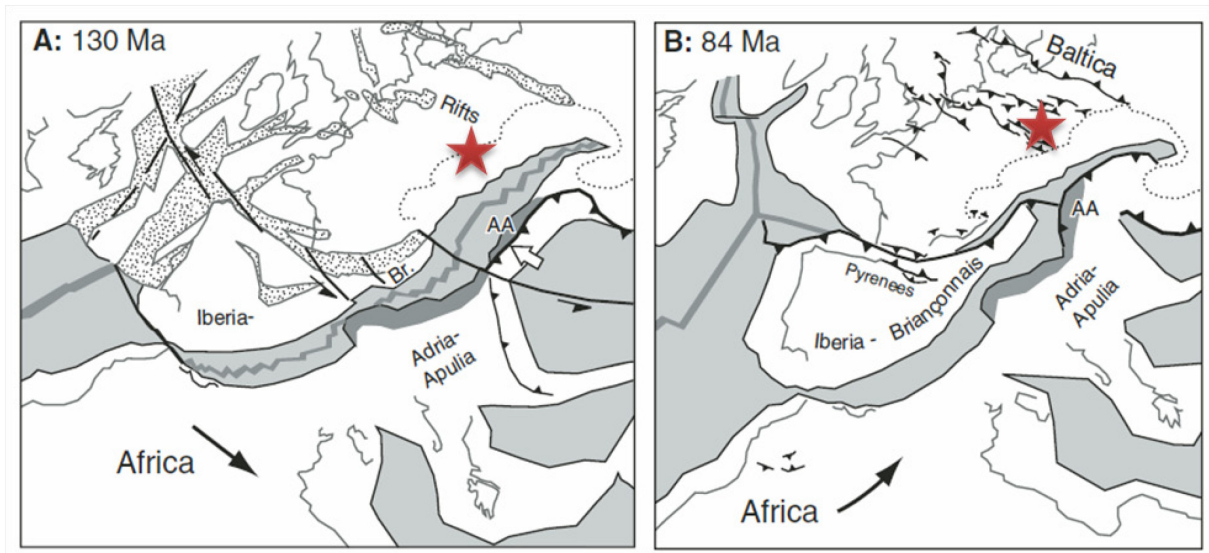 A: 130 Ma
Rifts
AA
Br.
Iberia-
Adria-
Apulia
Africa
B: 84 Ma
Baltica
AA
Pyrenees
Iberia - Briançonnais
Adria-
Apulia
Africa